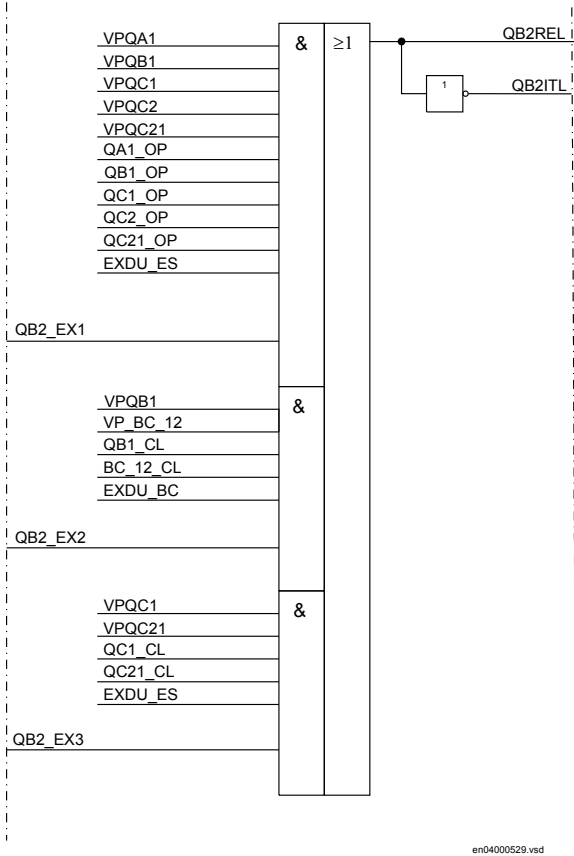 VPQA1
&
≥1
QB2REL
VPQB1
VPQC1
1
QB2ITL
VPQC2
VPQC21
QA1_OP
QB1_OP
QC1_OP
QC2_OP
QC21_OP
EXDU_ES
QB2_EX1
VPQB1
&
VP_BC_12
QB1_CL
BC_12_CL
EXDU_BC
QB2_EX2
VPQC1
&
VPQC21
QC1_CL
QC21_CL
EXDU_ES
QB2_EX3
en04000529.vsd